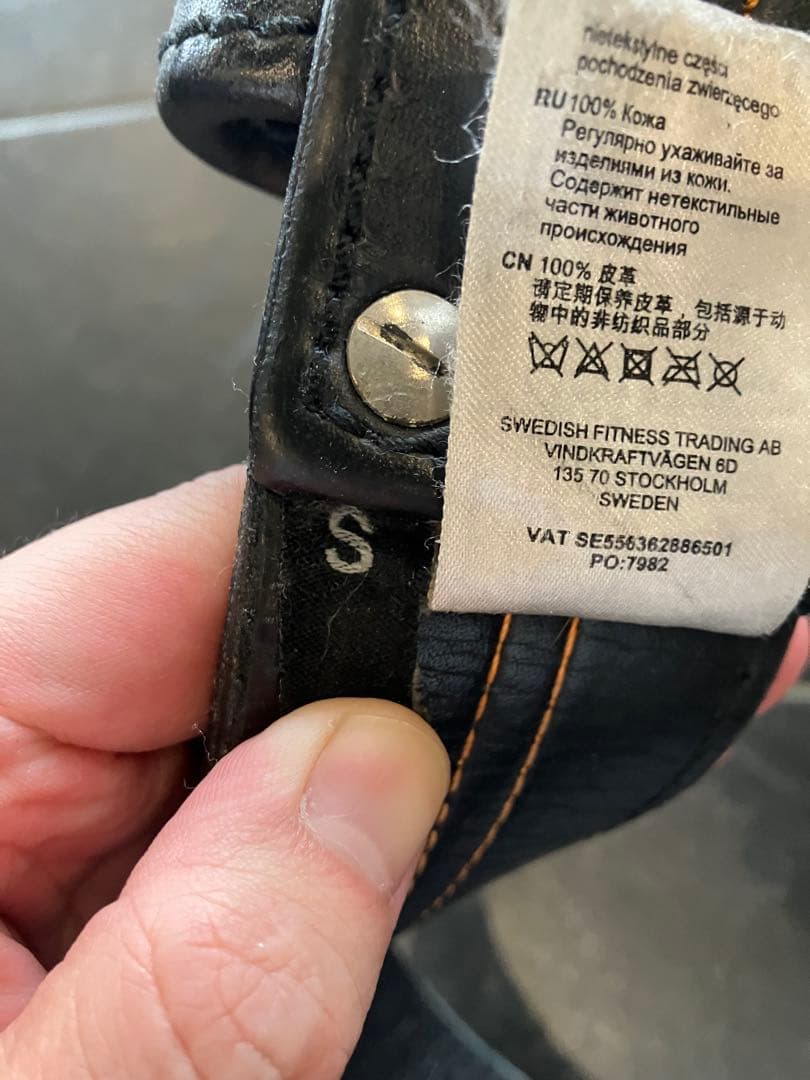 nietekstylne części
pochodzenia zwierzęcego
RU 100% Кожа
Регулярно ухаживайте за
изделиями из кожи.
Содержит нетекстильные
части животного
происхождения
CN 100% 皮革
请定期保养皮革，包括源于动
物中的非纺织品部分
SWEDISH FITNESS TRADING AB
VINDKRAFTVÄGEN 6D
135 70 STOCKHOLM
SWEDEN
VAT SE556362886501
PO:7982
S